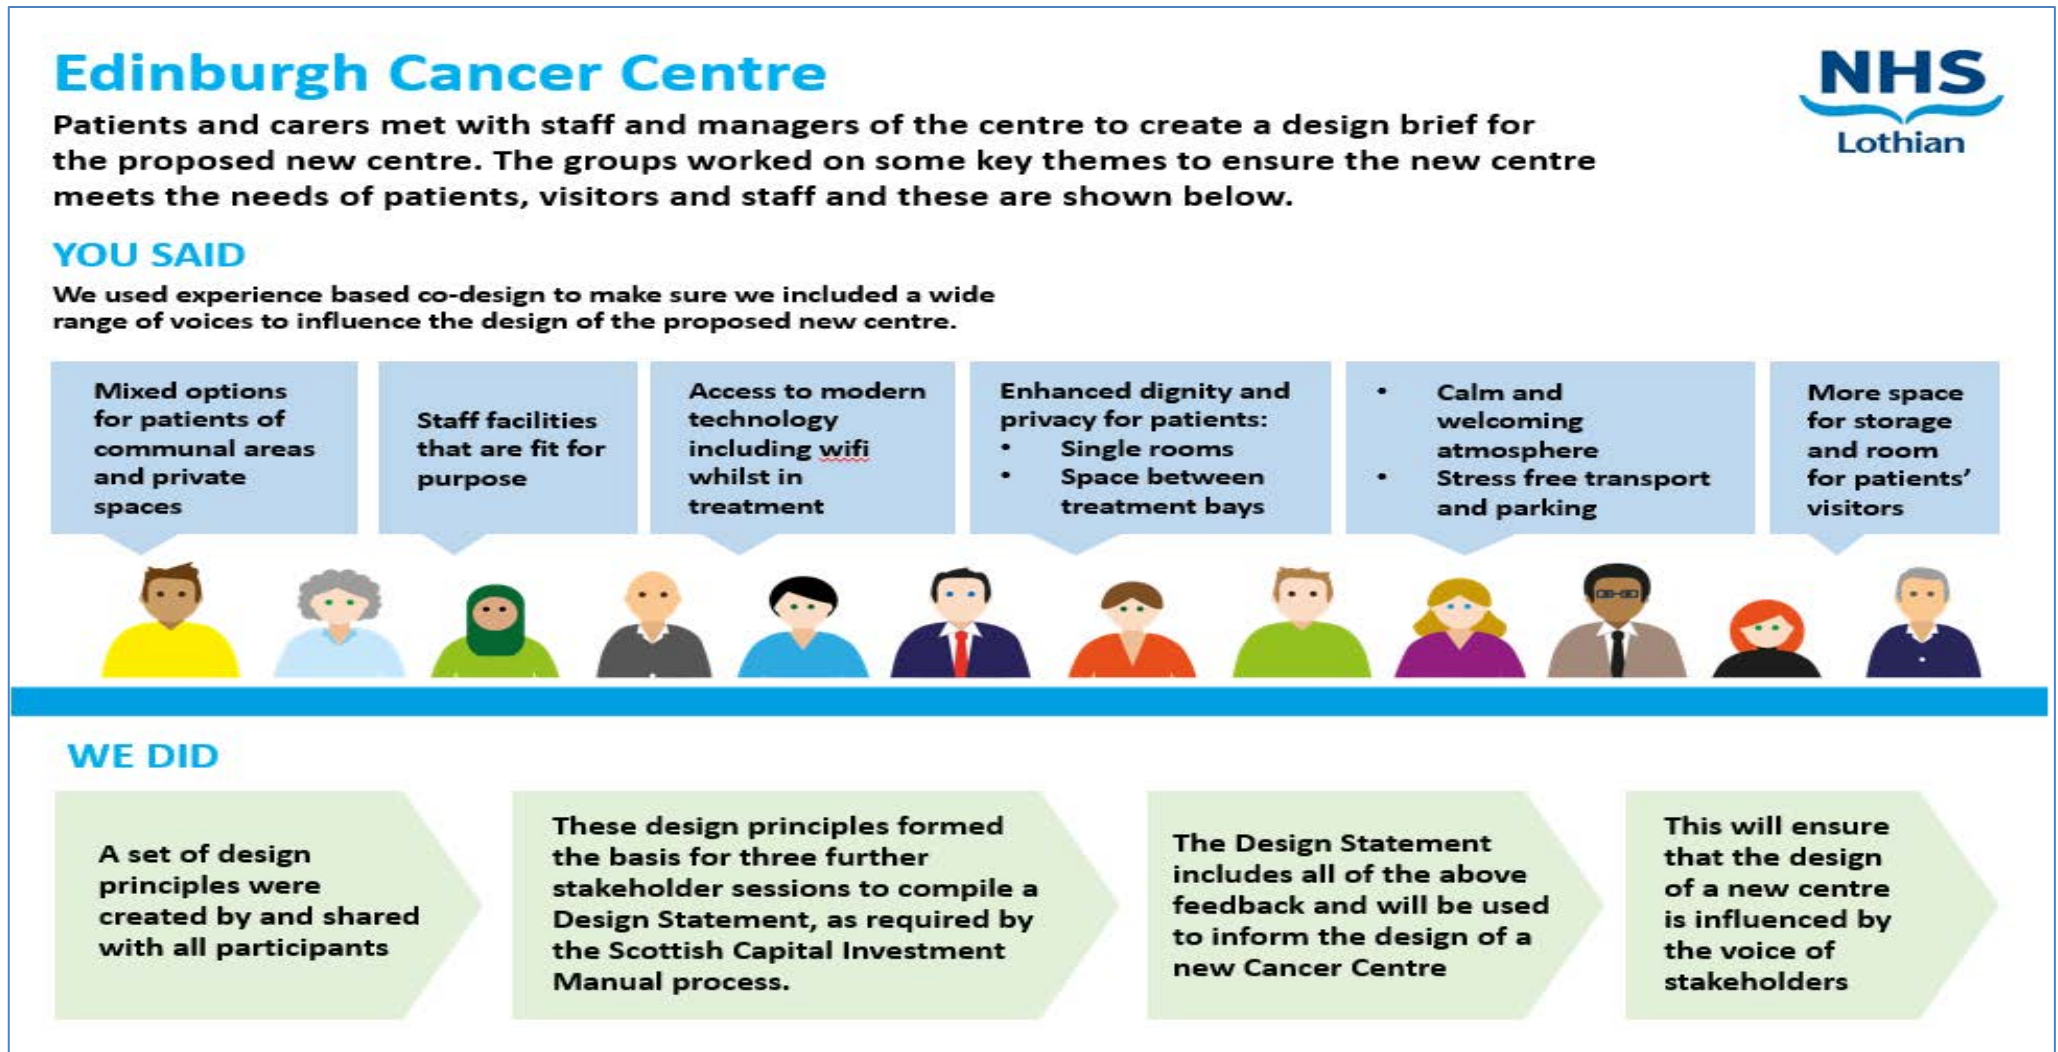 Edinburgh Cancer Centre
NHS
Lothian
Patients and carers met with staff and managers of the centre to create a design brief for
the proposed new centre. The groups worked on some key themes to ensure the new centre
meets the needs of patients, visitors and staff and these are shown below.
YOU SAID
We used experience based co-design to make sure we included a wide
range of voices to influence the design of the proposed new centre.
Mixed options
for patients of
communal areas
and private
spaces
Staff facilities
that are fit for
purpose
Access to modern
technology
including wifi
whilst in
treatment
Enhanced dignity and
privacy for patients:
• Single rooms
• Space between
treatment bays
• Calm and
welcoming
atmosphere
• Stress free transport
and parking
More space
for storage
and room
for patients’
visitors
WE DID
A set of design
principles were
created by and shared
with all participants
These design principles formed
the basis for three further
stakeholder sessions to compile a
Design Statement, as required by
the Scottish Capital Investment
Manual process.
The Design Statement
includes all of the above
feedback and will be used
to inform the design of a
new Cancer Centre
This will ensure
that the design
of a new centre
is influenced by
the voice of
stakeholders